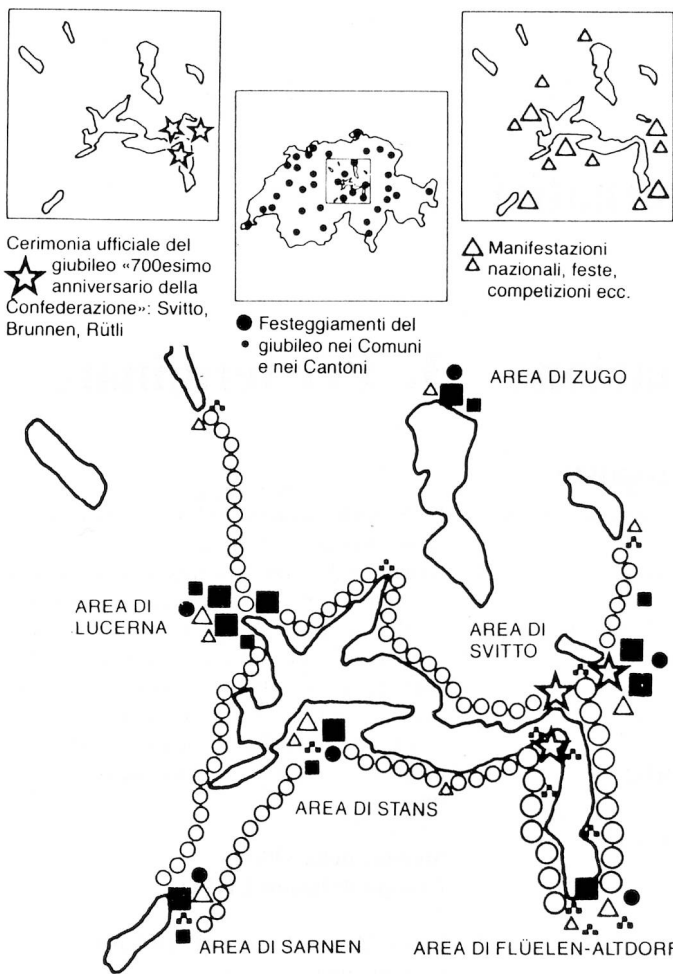 Cerimonia ufficiale del
giubileo «700esimo
anniversario della
Confederazione»: Svitto,
Brunnen, Rütli
Festeggiamenti del
giubileo nei Comuni
e nei Cantoni
Manifestazioni
nazionali, feste,
competizioni ecc.
AREA DI ZUGO
AREA DI
LUCERNA
AREA DI
SVITTO
AREA DI STANS
AREA DI SARNEN
AREA DI FLÜELEN-ALTDORF